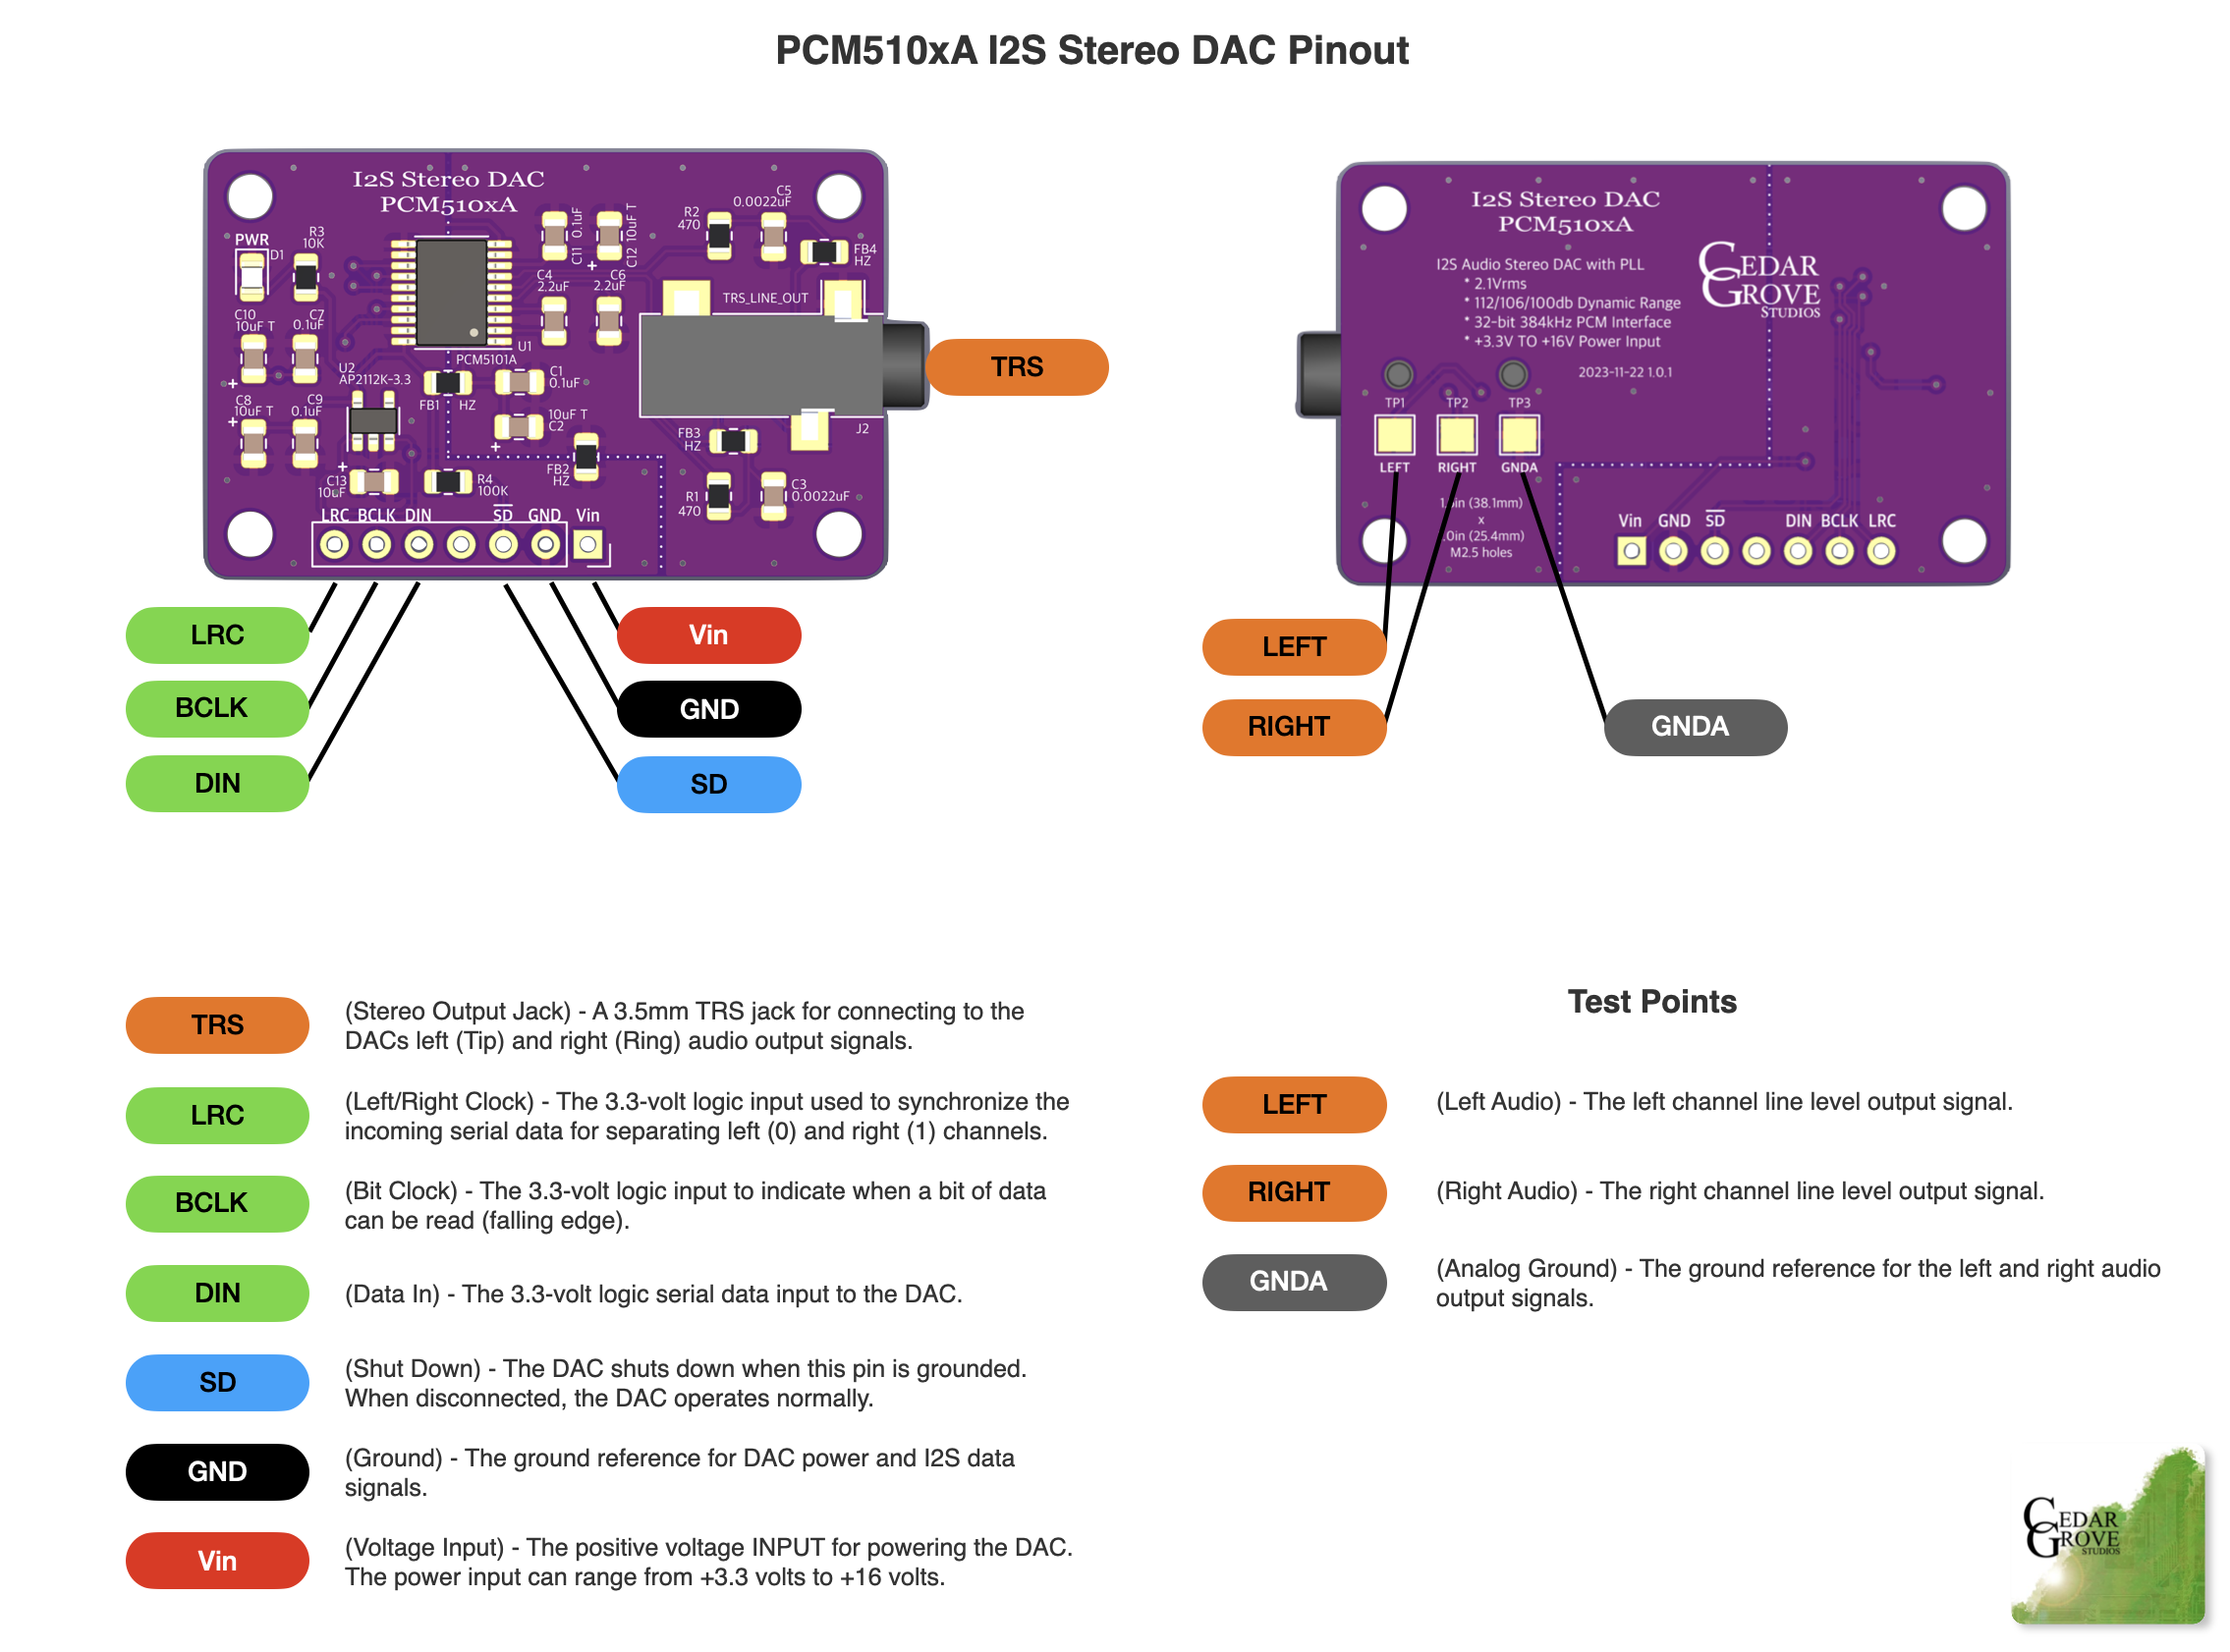 PCM510xA I2S Stereo DAC Pinout
I2S Stereo DAC
PCM510xA
PWR
D1
R3
10K
C10
10uF T
C7
0.1uF
U2
AP2112K-3.3
C8
10uF T
C9
0.1uF
C13
10uF
R4
100K
U1
PCM5101A
FB1
HZ
C1
0.1uF
10uF T
C2
FB2
HZ
C11 0.1uF
C12 10uF T
C4
2.2uF
C6
2.2uF
R2
470
C5
0.0022uF
FB4
HZ
TRS_LINE_OUT
J2
FB3
HZ
R1
470
C3
0.0022uF
LRC BCLK DIN SD GND Vin
TRS
LRC
BCLK
DIN
Vin
GND
SD
I2S Stereo DAC
PCM510xA
I2S Audio Stereo DAC with PLL
* 2.1Vrms
* 112/106/100db Dynamic Range
* 32-bit 384kHz PCM Interface
* +3.3V TO +16V Power Input
2023-11-22 1.0.1
CEDAR
GROVE
STUDIOS
TP1 TP2 TP3
LEFT RIGHT GNDA
(38.1mm)
x
(25.4mm)
M2.5 holes
Vin GND SD DIN BCLK LRC
LEFT
RIGHT
GNDA
TRS
(Stereo Output Jack) - A 3.5mm TRS jack for connecting to the
DACs left (Tip) and right (Ring) audio output signals.
LRC
(Left/Right Clock) - The 3.3-volt logic input used to synchronize the
incoming serial data for separating left (0) and right (1) channels.
BCLK
(Bit Clock) - The 3.3-volt logic input to indicate when a bit of data
can be read (falling edge).
DIN
(Data In) - The 3.3-volt logic serial data input to the DAC.
SD
(Shut Down) - The DAC shuts down when this pin is grounded.
When disconnected, the DAC operates normally.
GND
(Ground) - The ground reference for DAC power and I2S data
signals.
Vin
(Voltage Input) - The positive voltage INPUT for powering the DAC.
The power input can range from +3.3 volts to +16 volts.
Test Points
LEFT
(Left Audio) - The left channel line level output signal.
RIGHT
(Right Audio) - The right channel line level output signal.
GNDA
(Analog Ground) - The ground reference for the left and right audio
output signals.
CEDAR
GROVE
STUDIOS